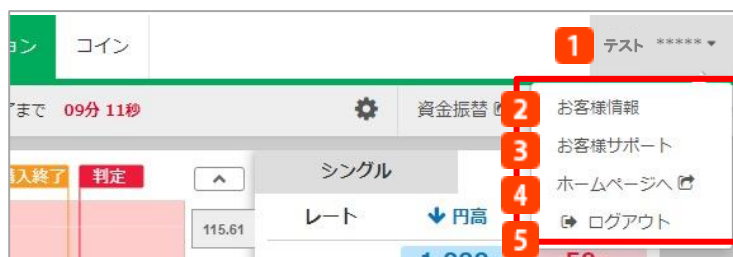 ョン コイン 1 テスト *****
まで 09分 11秒 資金振替 2 お客様情報
3 お客様サポート
購入終了 判定 シングル 4 ホームページへ
レート 円高 ログアウト
115.61 5